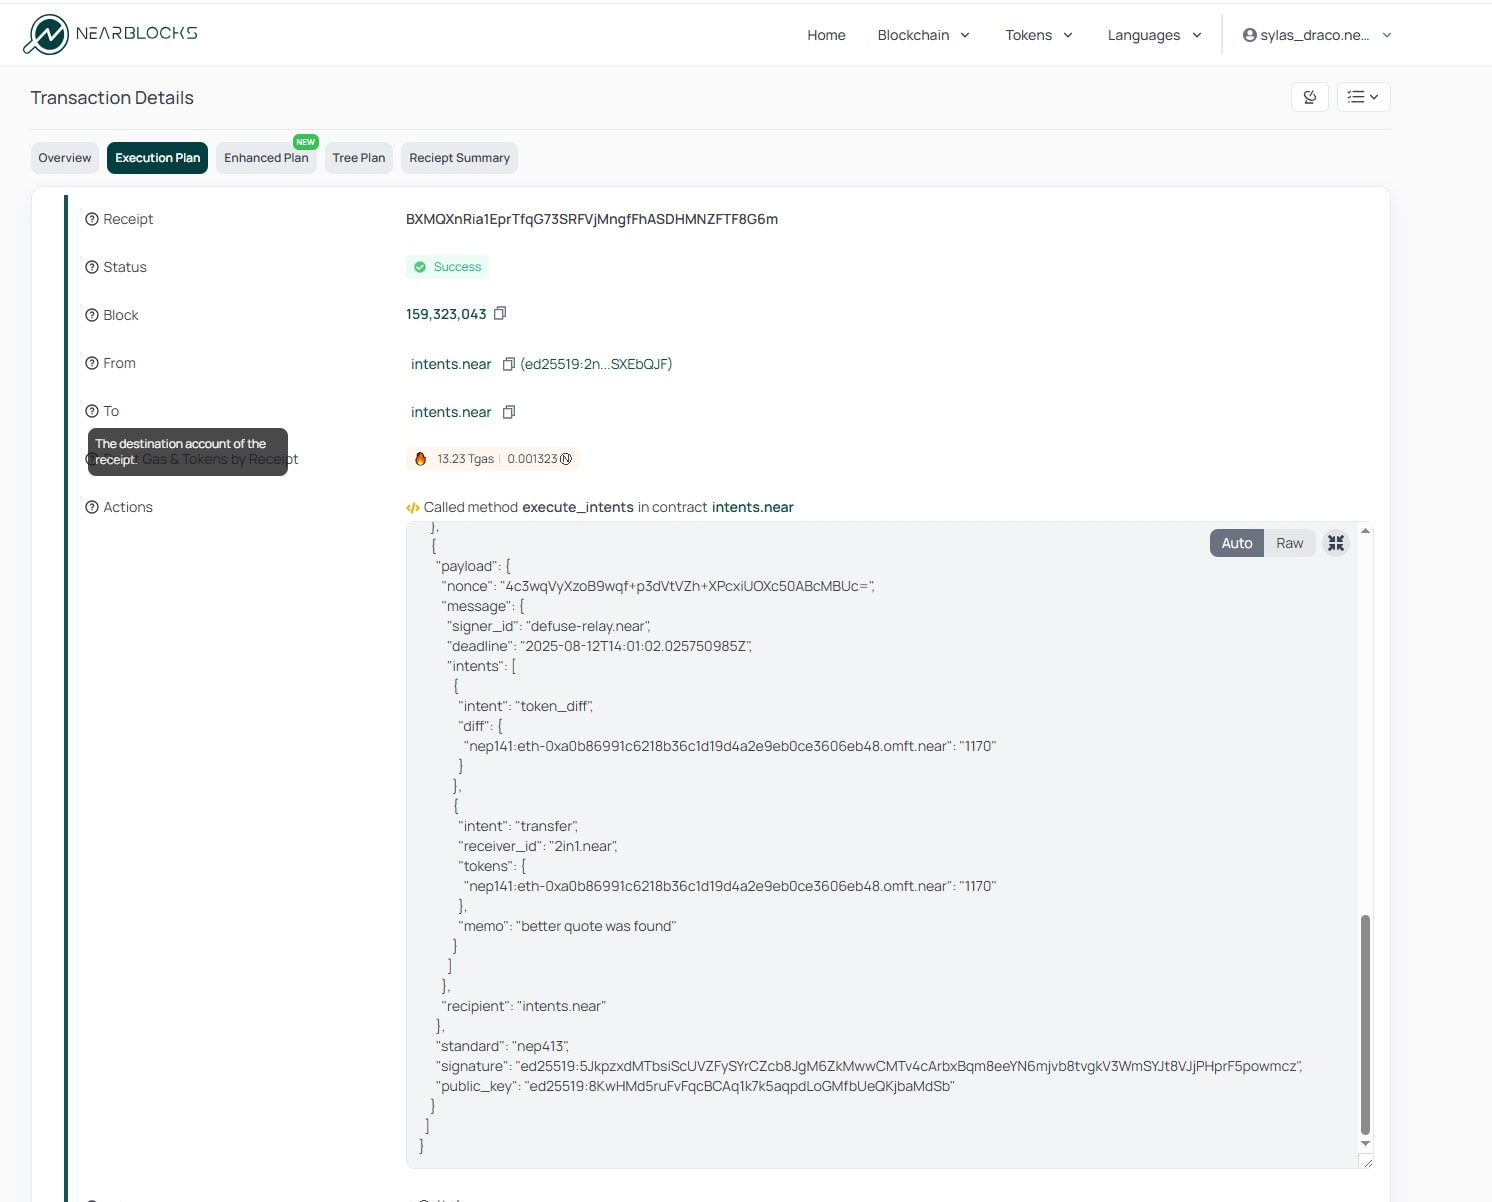 NEARBLOCKS
Home Blockchain Tokens Languages sylas_draco.ne...
Transaction Details
NEW
Overview Execution Plan Enhanced Plan Tree Plan Reciept Summary
Receipt BXMQXnRia1EprTfqG73SRFVjMngfFhASDHMNZFTF8G6m
Status Success
Block 159,323,043
From intents.near (ed25519:2n...SXEbQJF)
To intents.near
The destination account of the
receipt.
Gas & Tokens by Receipt 13.23 Tgas | 0.001323
Actions Called method execute_intents in contract intents.near
Auto Raw
},
{
"payload": {
"nonce": "4c3wqVyXzoB9wqf+p3dVtVZh+XPcxiUOXc50ABcMBUc=",
"message": {
"signer_id": "defuse-relay.near",
"deadline": "2025-08-12T14:01:02.025750985Z",
"intents": [
{
"intent": "token_diff",
"diff": {
"nep141:eth-0xa0b86991c6218b36c1d19d4a2e9eb0ce3606eb48.omft.near": "1170"
}
},
{
"intent": "transfer",
"receiver_id": "2in1.near",
"tokens": {
"nep141:eth-0xa0b86991c6218b36c1d19d4a2e9eb0ce3606eb48.omft.near": "1170"
},
"memo": "better quote was found"
}
]
},
"recipient": "intents.near"
},
"standard": "nep413",
"signature": "ed25519:5JkpzxdMTbsiScUVZFySYrCZcb8JgM6ZkMwwCMTv4cArbxBqm8eeYN6mjvb8tvgkV3WmSYJt8VJjPHprF5powmcz",
"public_key": "ed25519:8KwHMd5ruFvFqcBCAq1k7k5aqpdLoGMfbUeQKjbaMdSb"
}
]
}